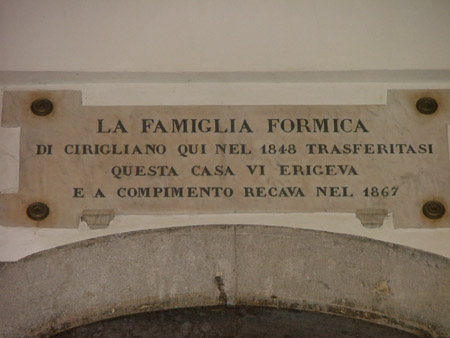 LA FAMIGLIA FORMICA
DI CIRIGLIANO QUI NEL 1848 TRASFERITASI
QUESTA CASA VI ERIGEVA
E A COMPIMENTO RECAVA NEL 1867